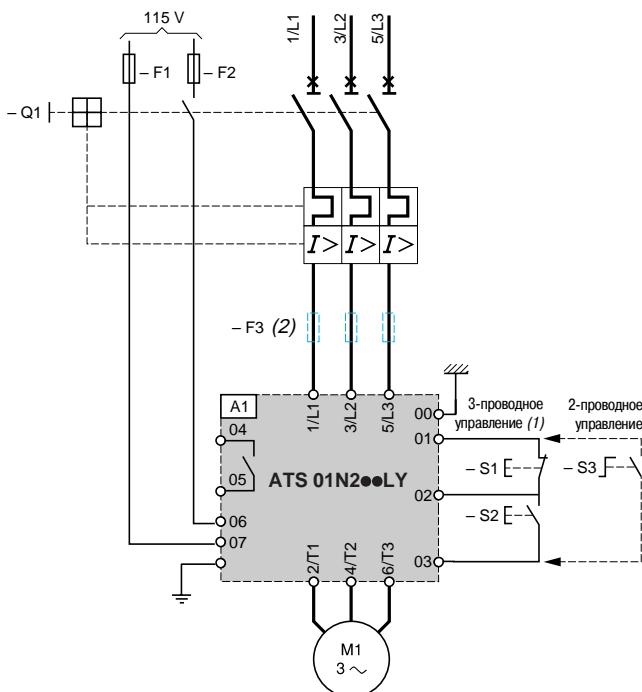 115 V
1/L1
3/L2
5/L3
– F1
– F2
– Q1
I>
I>
I>
– F3 (2)
A1
1/L1
3/L2
5/L3
00
3-проводное
управление (1)
2-проводное
управление
04
01
05
ATS 01N2●●LY
– S1
– S3
02
06
– S2
07
03
2/T1
4/T2
6/T3
M1
3 ~